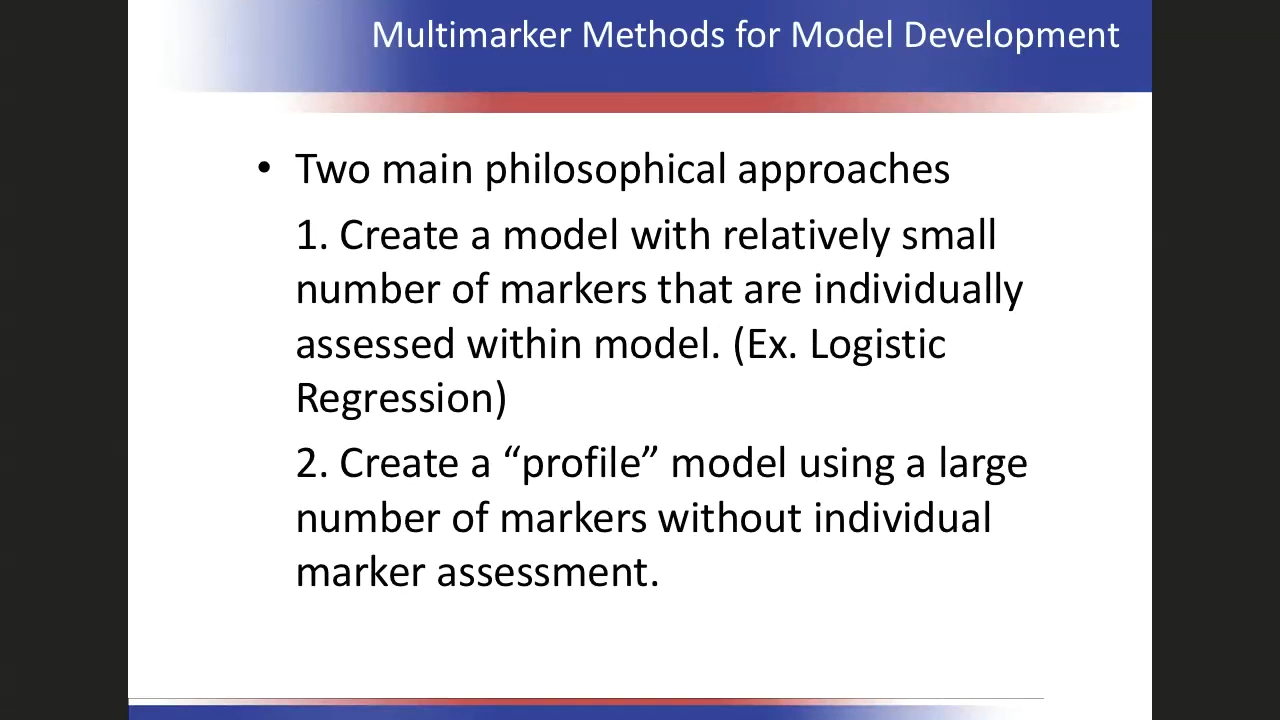 Multimarker Methods for Model Development
• Two main philosophical approaches
1. Create a model with relatively small
number of markers that are individually
assessed within model. (Ex. Logistic
Regression)
2. Create a “profile” model using a large
number of markers without individual
marker assessment.